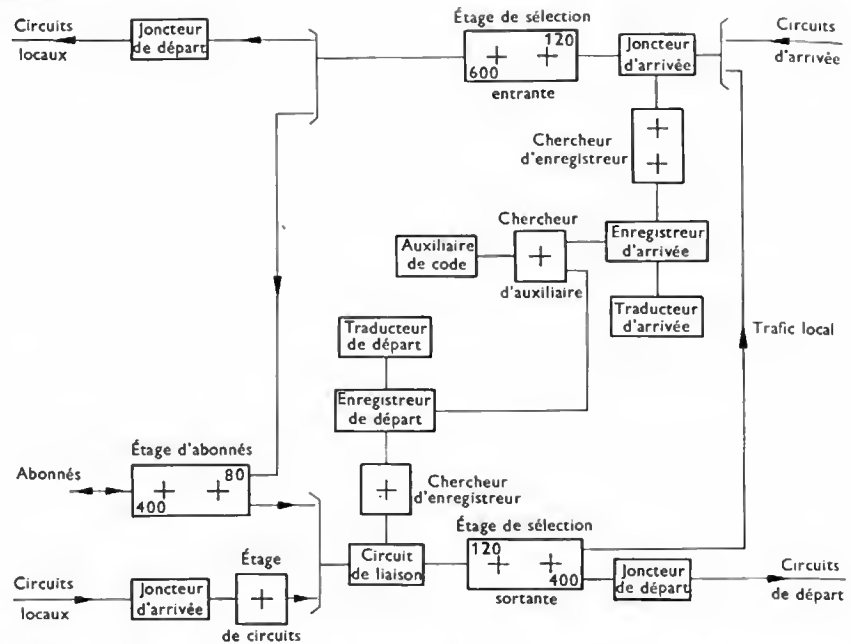 Circuits
locaux
Joncteur
de départ
Étage de sélection
120
600
entrante
Joncteur
d'arrivée
Circuits
d'arrivée
Chercheur
d'enregistreur
Chercheur
d'auxiliaire
Auxiliaire
de code
Enregistreur
d'arrivée
Traducteur
d'arrivée
Traducteur
de départ
Trafic local
Enregistreur
de départ
Étage d'abonnés
80
400
Abonnés
Chercheur
d'enregistreur
Étage de sélection
120
400
sortante
Circuit
de liaison
Étage
de circuits
Circuits
locaux
Joncteur
d'arrivée
Joncteur
de départ
Circuits
de départ